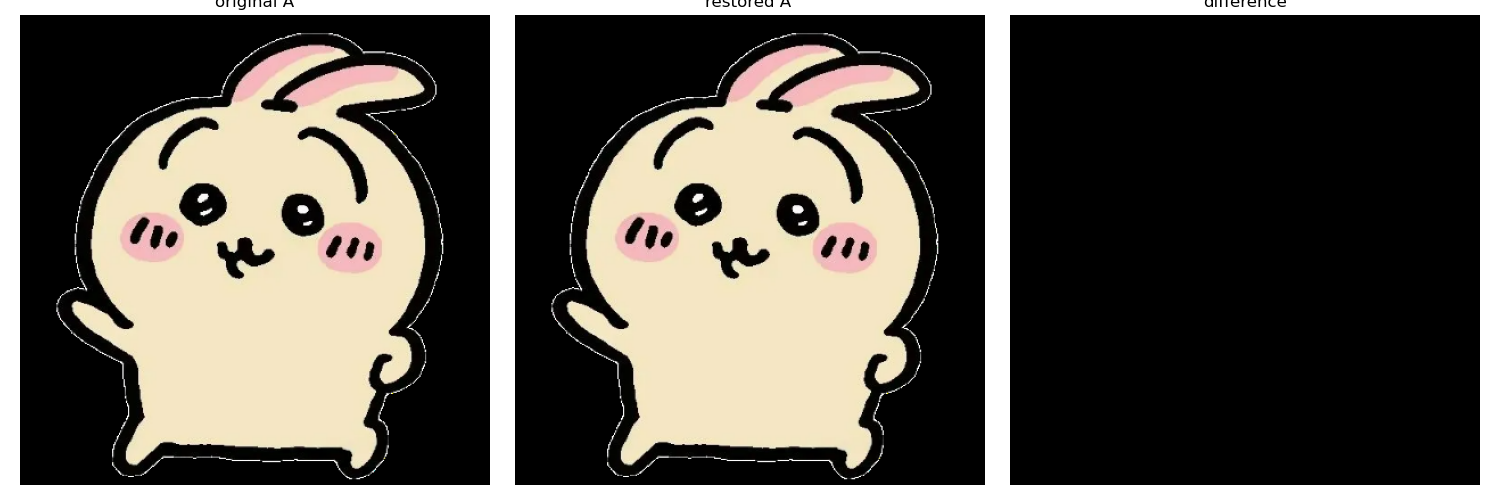 original A
restored A
difference